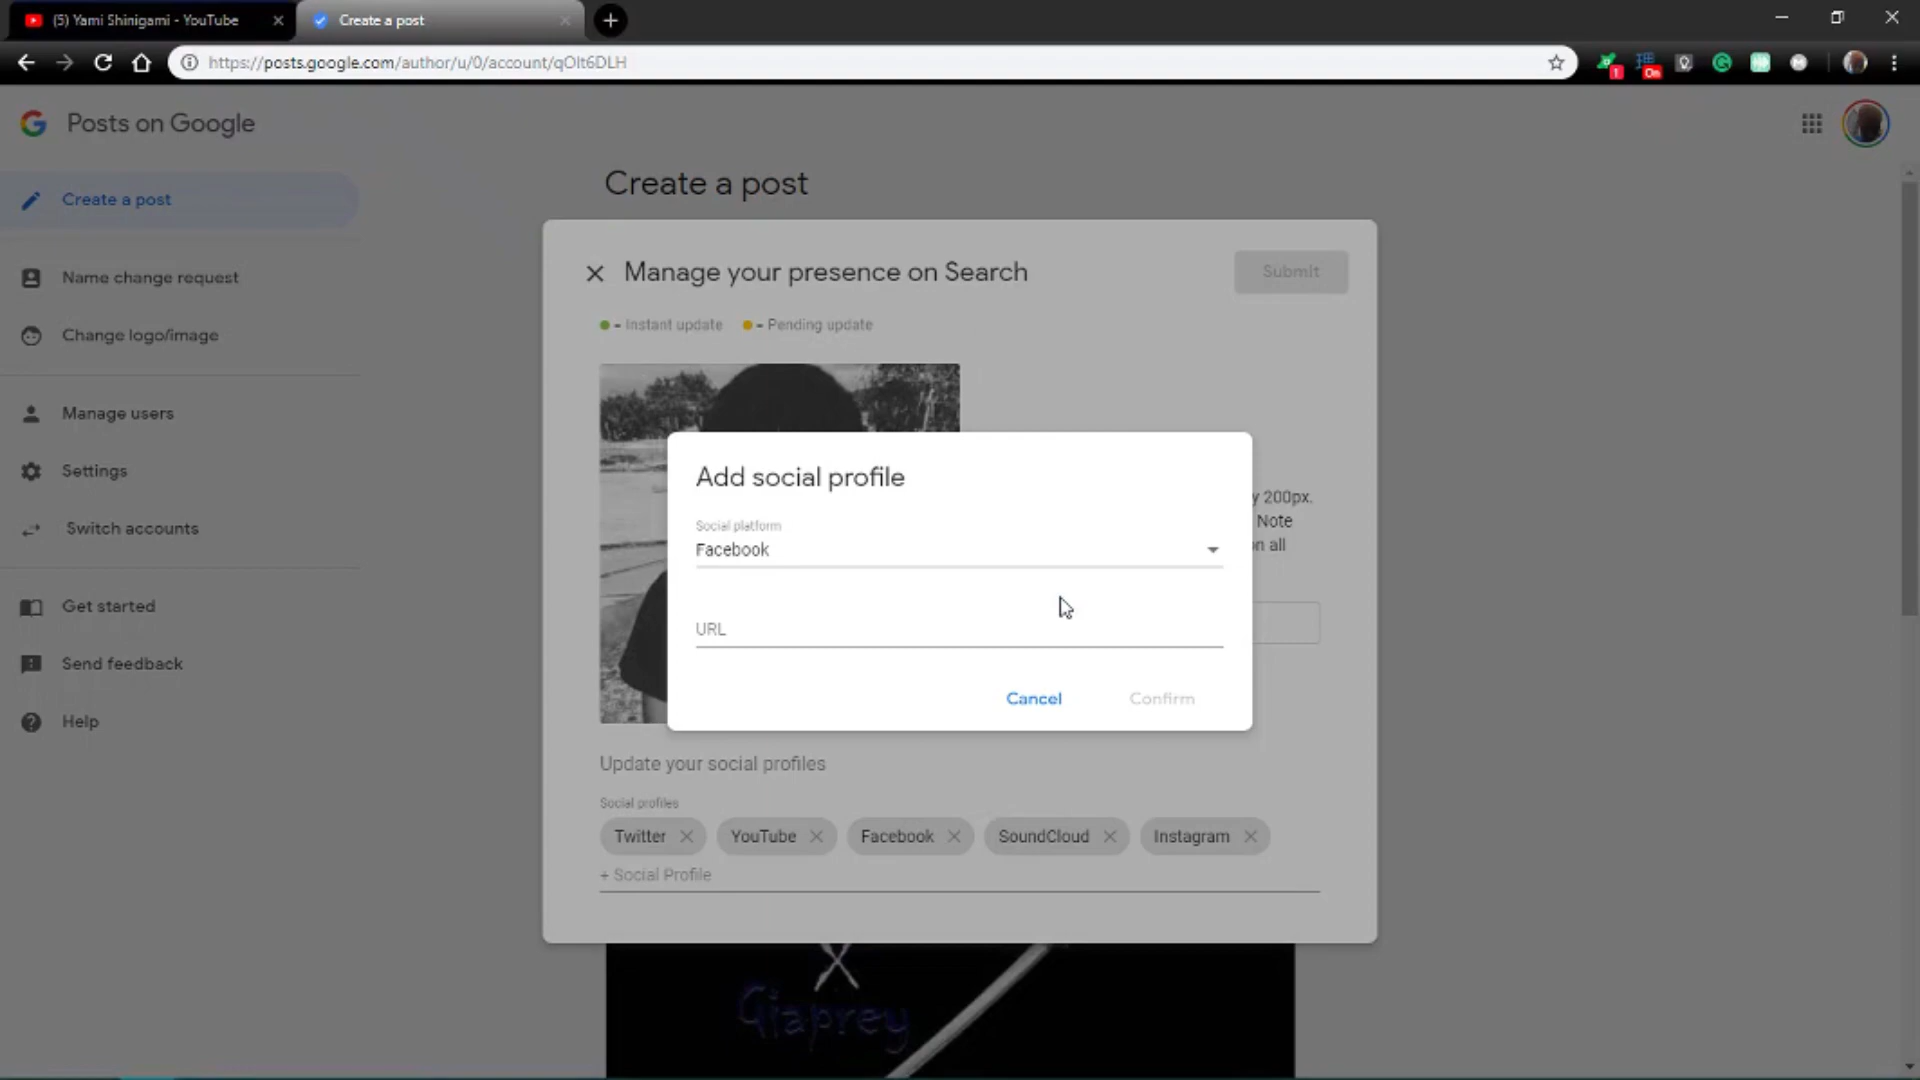 (5) Yami Shinigami - YouTube
Create a post
https://posts.google.com/author/u/0/account/qOlt6DLH
1
On
Posts on Google
Create a post
Name change request
Change logo/image
Manage users
Settings
Switch accounts
Get started
Send feedback
Help
Create a post
Manage your presence on Search
Submit
= Instant update
= Pending update
y 200px.
Note
n all
Add social profile
Social platform
Facebook
URL
Cancel
Confirm
Update your social profiles
Social profiles
Twitter
YouTube
Facebook
SoundCloud
Instagram
+ Social Profile
Giaprey